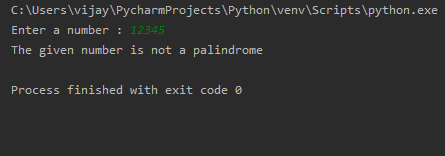 C:\Users\vijay\PycharmProjects\Python\venv\Scripts\python.exe
Enter a number : 12345
The given number is not a palindrome
Process finished with exit code 0